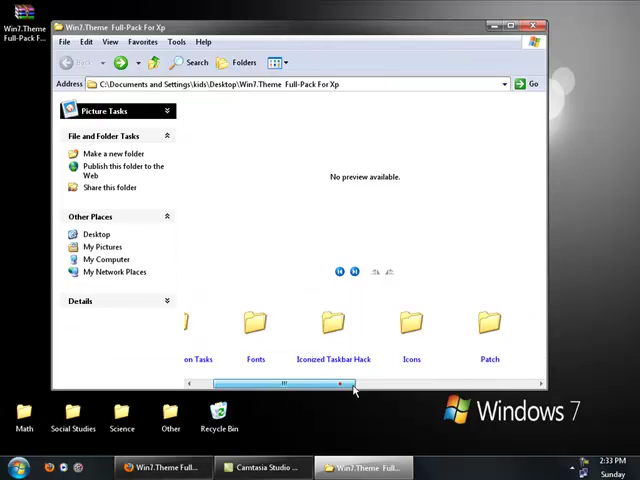 Win7.Theme
Full-Pack F...
Win7.Theme Full-Pack For Xp
File Edit View Favorites Tools Help
Back Search Folders
Address C:\Documents and Settings\kids\Desktop\Win7.Theme Full-Pack For Xp Go
Picture Tasks
File and Folder Tasks
Make a new folder
Publish this folder to the
Web
Share this folder
Other Places
Desktop
My Pictures
My Computer
My Network Places
Details
No preview available.
on Tasks Fonts Iconized Taskbar Hack Icons Patch
Math Social Studies Science Other Recycle Bin
Windows 7
Win7.Theme Ful... Camtasia Studio ... Win7.Theme Full...
2:33 PM
Sunday